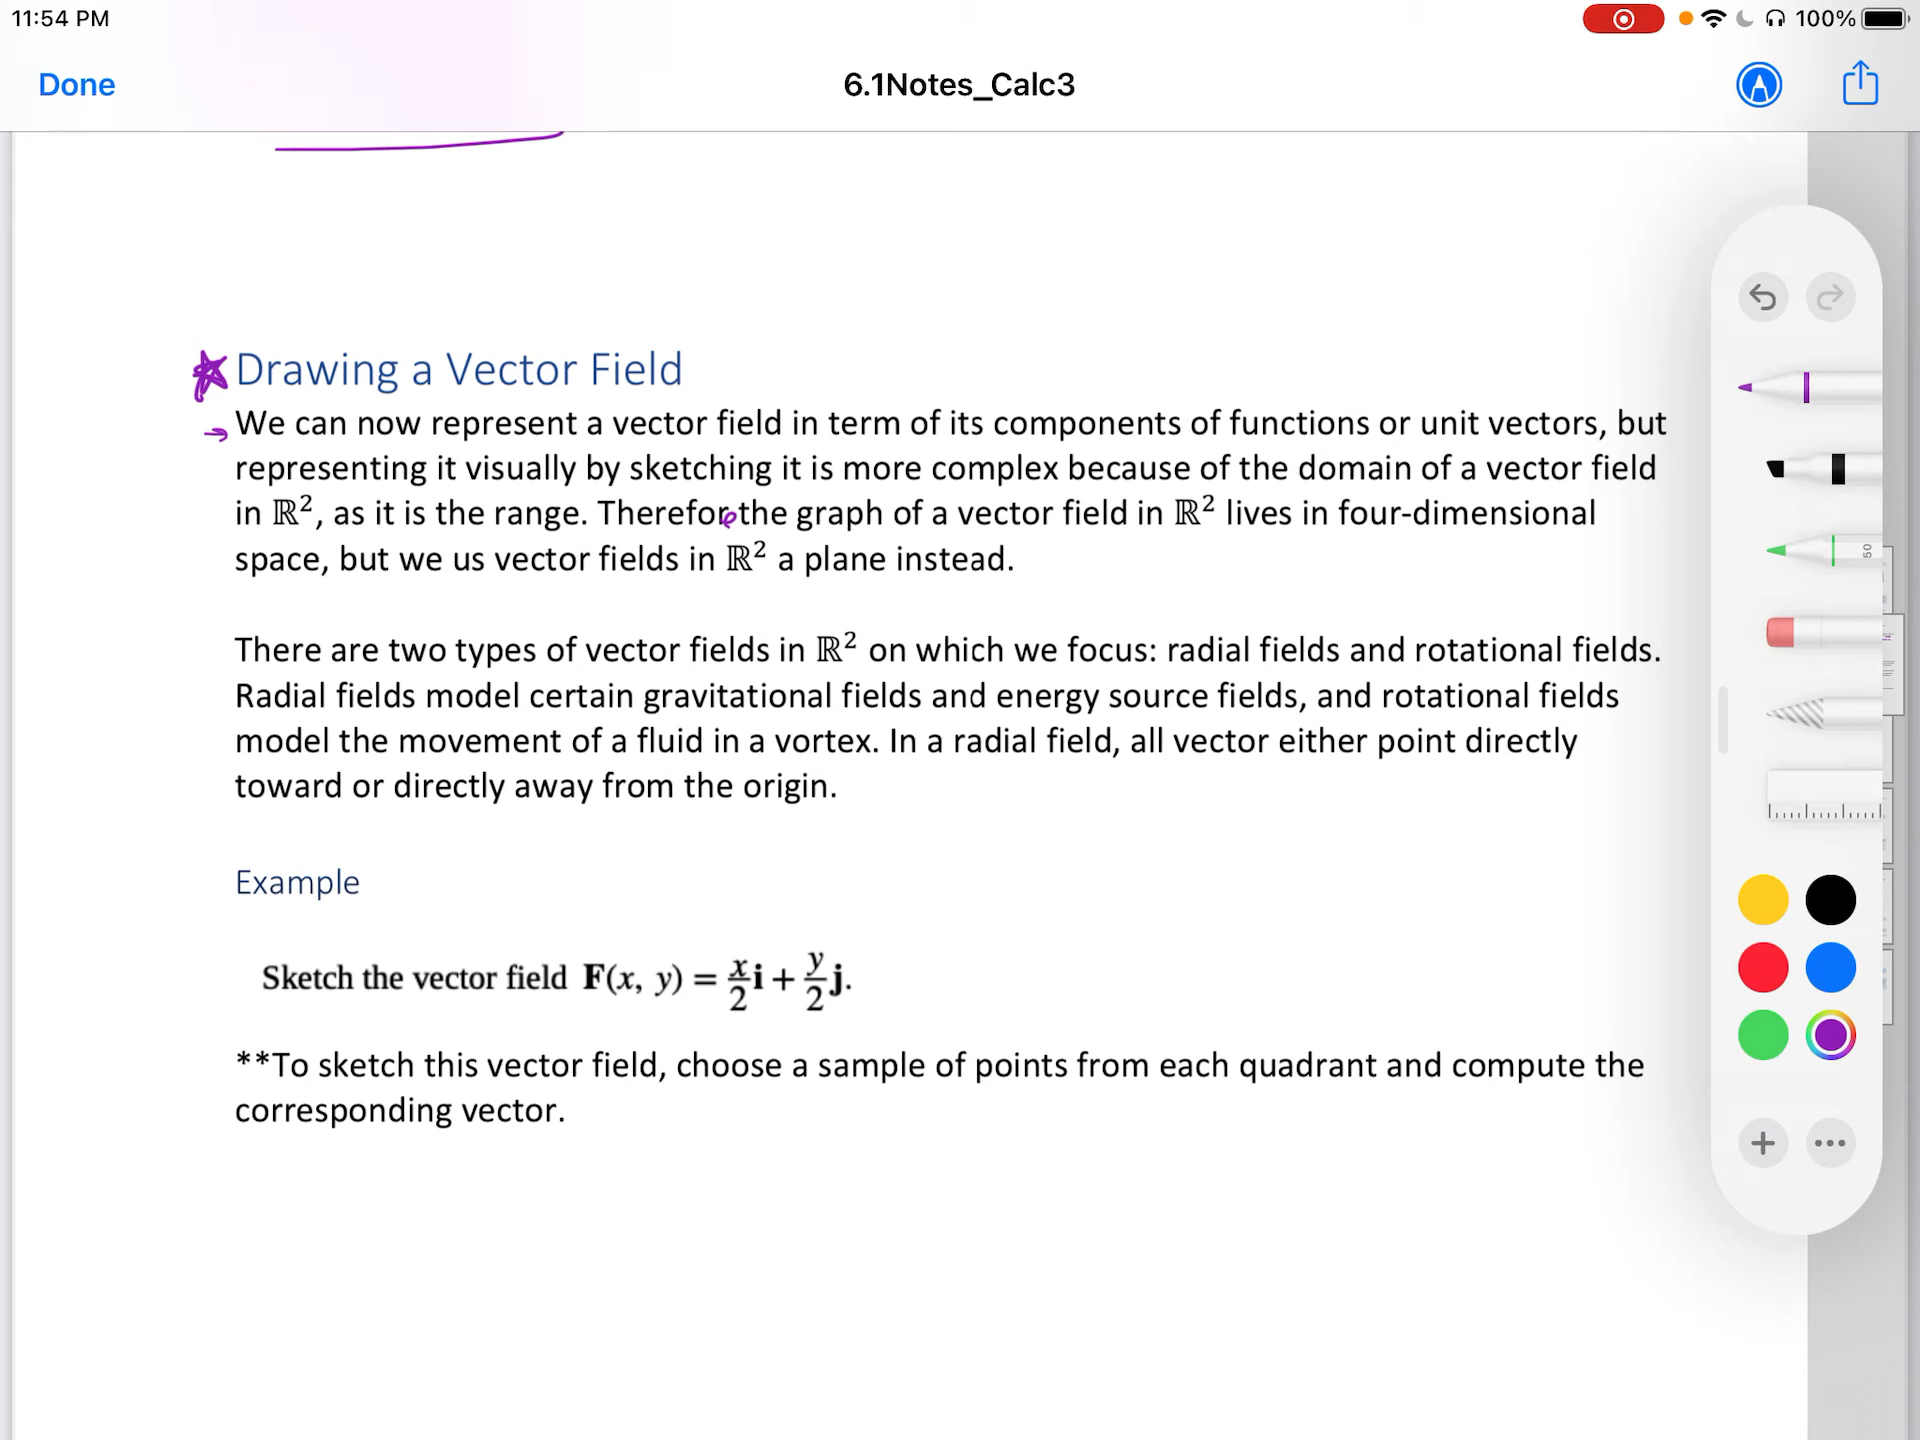 11:54 PM
100%
Done
6.1Notes_Calc3
Drawing a Vector Field
We can now represent a vector field in term of its components of functions or unit vectors, but
representing it visually by sketching it is more complex because of the domain of a vector field
in ℝ², as it is the range. Therefore the graph of a vector field in ℝ² lives in four-dimensional
space, but we us vector fields in ℝ² a plane instead.
There are two types of vector fields in ℝ² on which we focus: radial fields and rotational fields.
Radial fields model certain gravitational fields and energy source fields, and rotational fields
model the movement of a fluid in a vortex. In a radial field, all vector either point directly
toward or directly away from the origin.
Example
Sketch the vector field F(x, y) = x/2 i + y/2 j.
**To sketch this vector field, choose a sample of points from each quadrant and compute the
corresponding vector.
50